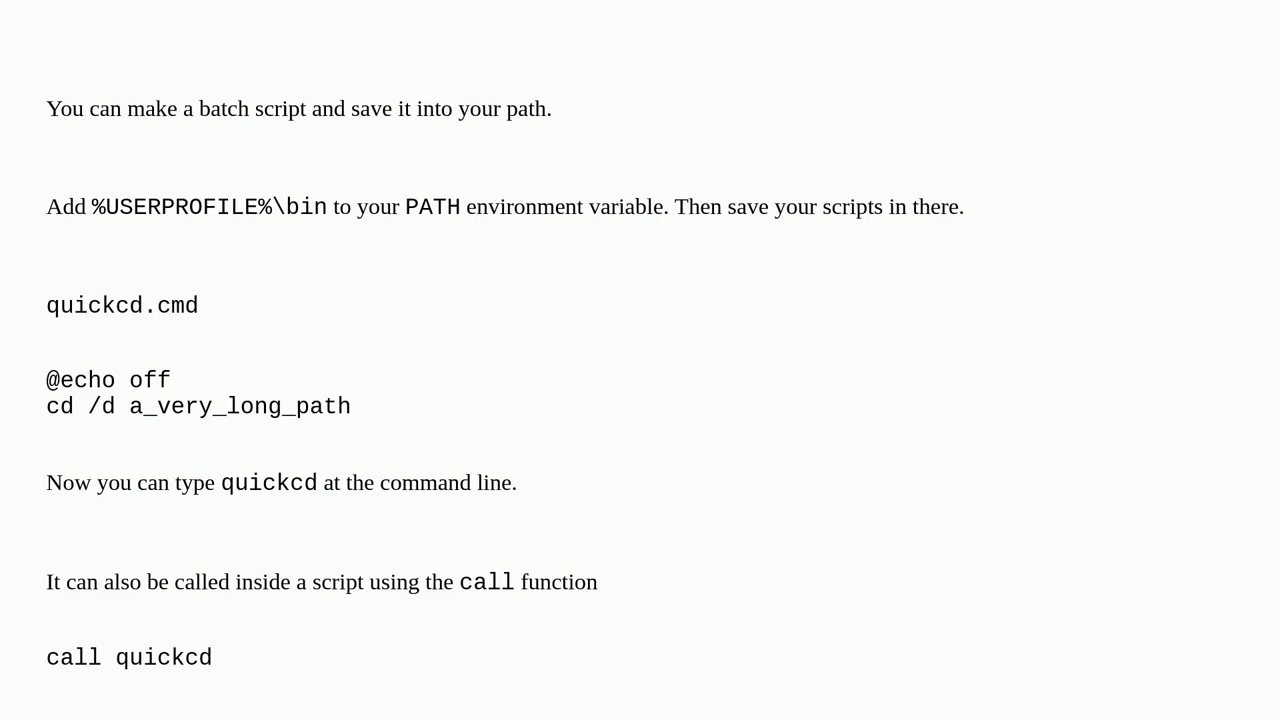 You can make a batch script and save it into your path.
Add %USERPROFILE%\bin to your PATH environment variable. Then save your scripts in there.
quickcd.cmd
@echo off
cd /d a_very_long_path
Now you can type quickcd at the command line.
It can also be called inside a script using the call function
call quickcd